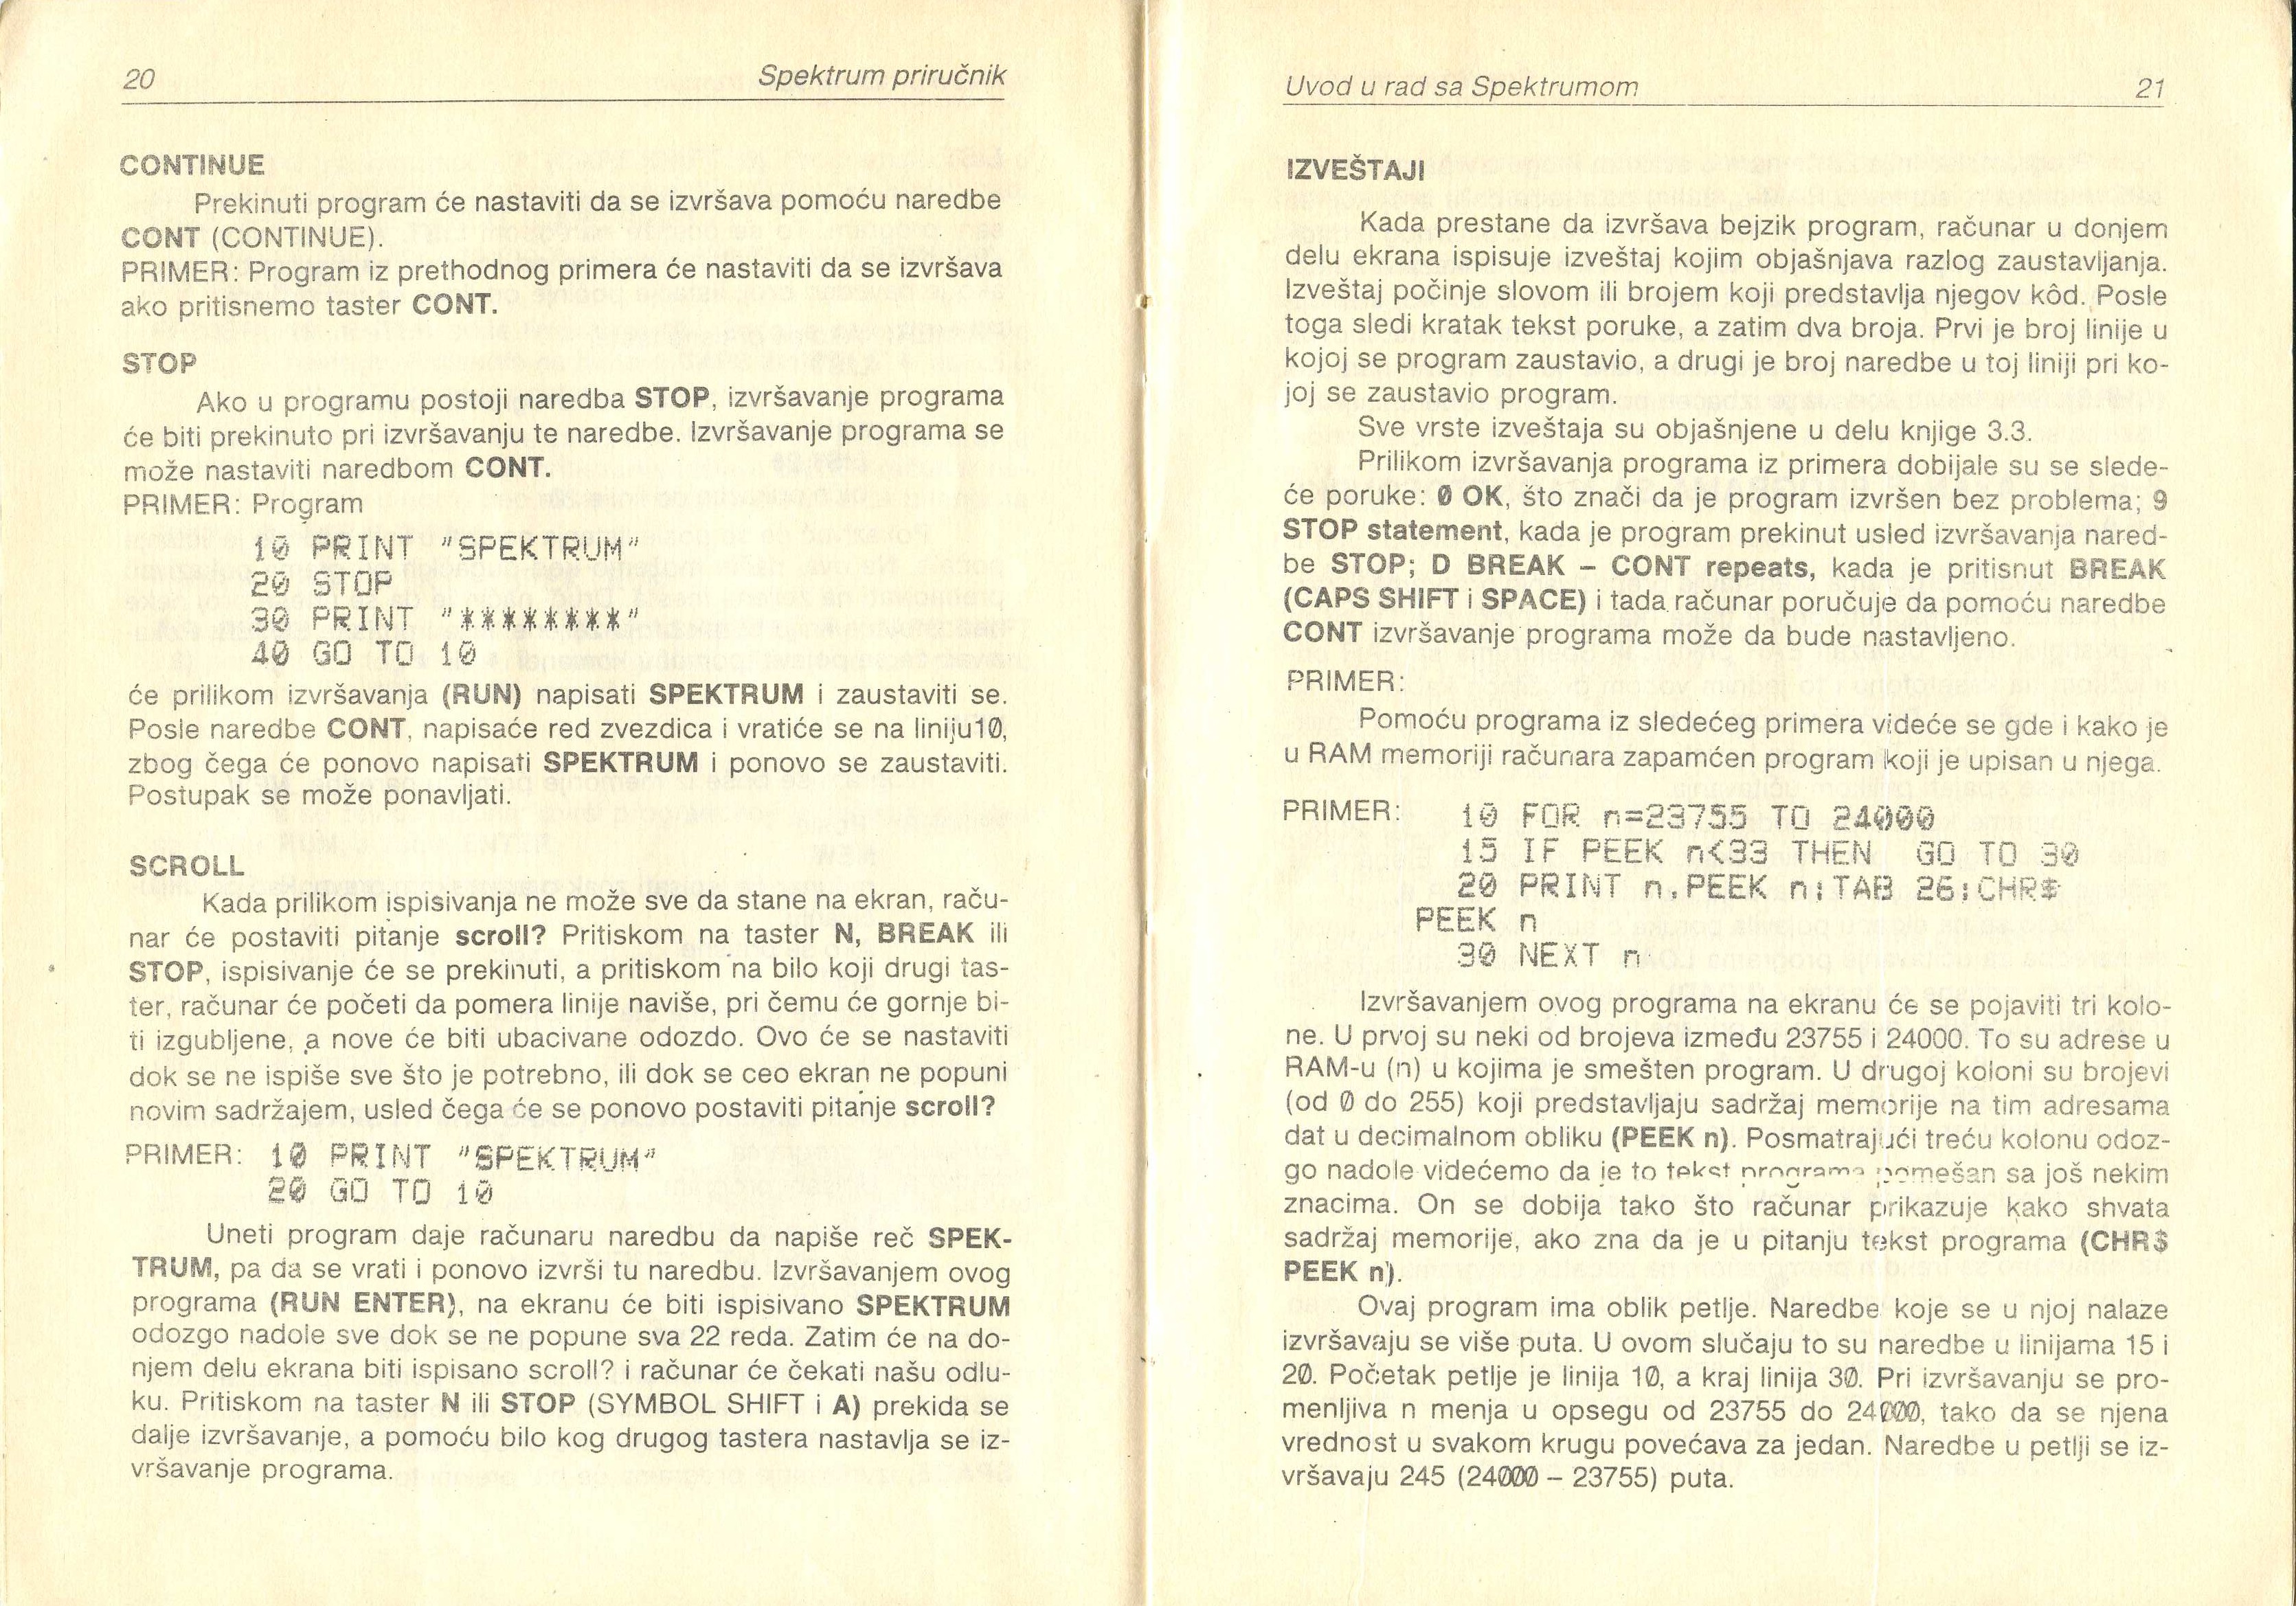 20
Spektrum priručnik
CONTINUE
Prekinuti program će nastaviti da se izvršava pomoću naredbe
CONT (CONTINUE).
PRIMER: Program iz prethodnog primera će nastaviti da se izvršava
ako pritisnemo taster CONT.
STOP
Ako u programu postoji naredba STOP, izvršavanje programa
će biti prekinuto pri izvršavanju te naredbe. Izvršavanje programa se
može nastaviti naredbom CONT.
PRIMER: Program
10 PRINT "SPEKTRUM"
20 STOP
30 PRINT "********"
40 GO TO 10
će prilikom izvršavanja (RUN) napisati SPEKTRUM i zaustaviti se.
Posle naredbe CONT, napisaće red zvezdica i vratiće se na liniju10,
zbog čega će ponovo napisati SPEKTRUM i ponovo se zaustaviti.
Postupak se može ponavljati.
SCROLL
Kada prilikom ispisivanja ne može sve da stane na ekran, raču-
nar će postaviti pitanje scroll? Pritiskom na taster N, BREAK ili
STOP, ispisivanje će se prekinuti, a pritiskom na bilo koji drugi tas-
ter, računar će početi da pomera linije naviše, pri čemu će gornje bi-
ti izgubljene, a nove će biti ubacivane odozdo. Ovo će se nastaviti
dok se ne ispiše sve što je potrebno, ili dok se ceo ekran ne popuni
novim sadržajem, usled čega će se ponovo postaviti pitanje scroll?
PRIMER: 10 PRINT "SPEKTRUM"
20 GO TO 10
Uneti program daje računaru naredbu da napiše reč SPEK-
TRUM, pa da se vrati i ponovo izvrši tu naredbu. Izvršavanjem ovog
programa (RUN ENTER), na ekranu će biti ispisivano SPEKTRUM
odozgo nadole sve dok se ne popune sva 22 reda. Zatim će na do-
njem delu ekrana biti ispisano scroll? i računar će čekati našu odlu-
ku. Pritiskom na taster N ili STOP (SYMBOL SHIFT i A) prekida se
dalje izvršavanje, a pomoću bilo kog drugog tastera nastavlja se iz-
vršavanje programa.
Uvod u rad sa Spektrumom
21
IZVEŠTAJI
Kada prestane da izvršava bejzik program, računar u donjem
delu ekrana ispisuje izveštaj kojim objašnjava razlog zaustavljanja.
Izveštaj počinje slovom ili brojem koji predstavlja njegov kôd. Posle
toga sledi kratak tekst poruke, a zatim dva broja. Prvi je broj linije u
kojoj se program zaustavio, a drugi je broj naredbe u toj liniji pri ko-
joj se zaustavio program.
Sve vrste izveštaja su objašnjene u delu knjige 3.3.
Prilikom izvršavanja programa iz primera dobijale su se slede-
će poruke: 0 OK, što znači da je program izvršen bez problema; 9
STOP statement, kada je program prekinut usled izvršavanja nared-
be STOP; D BREAK – CONT repeats, kada je pritisnut BREAK
(CAPS SHIFT i SPACE) i tada računar poručuje da pomoću naredbe
CONT izvršavanje programa može da bude nastavljeno.
PRIMER:
Pomoću programa iz sledećeg primera videće se gde i kako je
u RAM memoriji računara zapamćen program koji je upisan u njega.
PRIMER: 10 FOR n=23755 TO 24000
15 IF PEEK n<33 THEN GO TO 30
20 PRINT n,PEEK n;TAB 26;CHR$
PEEK n
30 NEXT n
Izvršavanjem ovog programa na ekranu će se pojaviti tri kolo-
ne. U prvoj su neki od brojeva između 23755 i 24000. To su adrese u
RAM-u (n) u kojima je smešten program. U drugoj koloni su brojevi
(od 0 do 255) koji predstavljaju sadržaj memorije na tim adresama
dat u decimalnom obliku (PEEK n). Posmatrajući treću kolonu odoz-
go nadole videćemo da je to tekst programa pomešan sa još nekim
znacima. On se dobija tako što računar prikazuje kako shvata
sadržaj memorije, ako zna da je u pitanju tekst programa (CHR$
PEEK n).
Ovaj program ima oblik petlje. Naredbe koje se u njoj nalaze
izvršavaju se više puta. U ovom slučaju to su naredbe u linijama 15 i
20. Početak petlje je linija 10, a kraj linija 30. Pri izvršavanju se pro-
menljiva n menja u opsegu od 23755 do 24000, tako da se njena
vrednost u svakom krugu povećava za jedan. Naredbe u petlji se iz-
vršavaju 245 (24000 – 23755) puta.